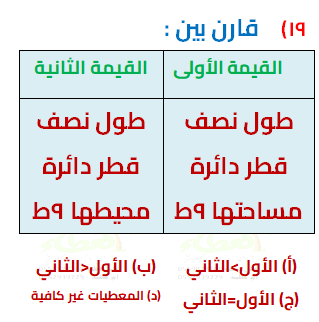 ١٩) قارن بين :
القيمة الأولى القيمة الثانية
طول نصف طول نصف
قطر دائرة قطر دائرة
مساحتها ٩ط محيطها ٩ط
(أ) الأول>الثاني (ب) الأول<الثاني
(ج) الأول=الثاني (د) المعطيات غير كافية